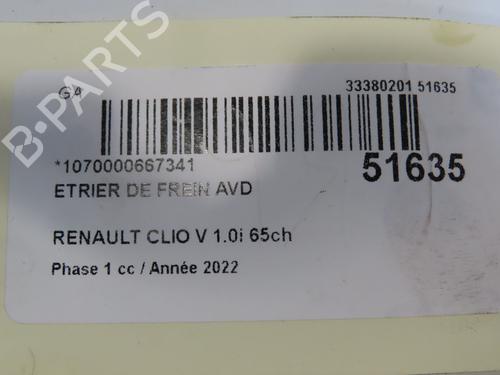 GA
33380201 51635
*1070000667341
51635
ETRIER DE FREIN AVD
RENAULT CLIO V 1.0i 65ch
Phase 1 cc / Année 2022
B-PARTS